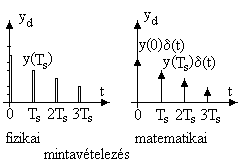 y_d
y(T_s)
0 T_s 2T_s 3T_s t
fizikai
y_d
y(0)δ(t)
y(T_s)δ(t)
0 T_s 2T_s 3T_s t
matematikai
mintavételezés